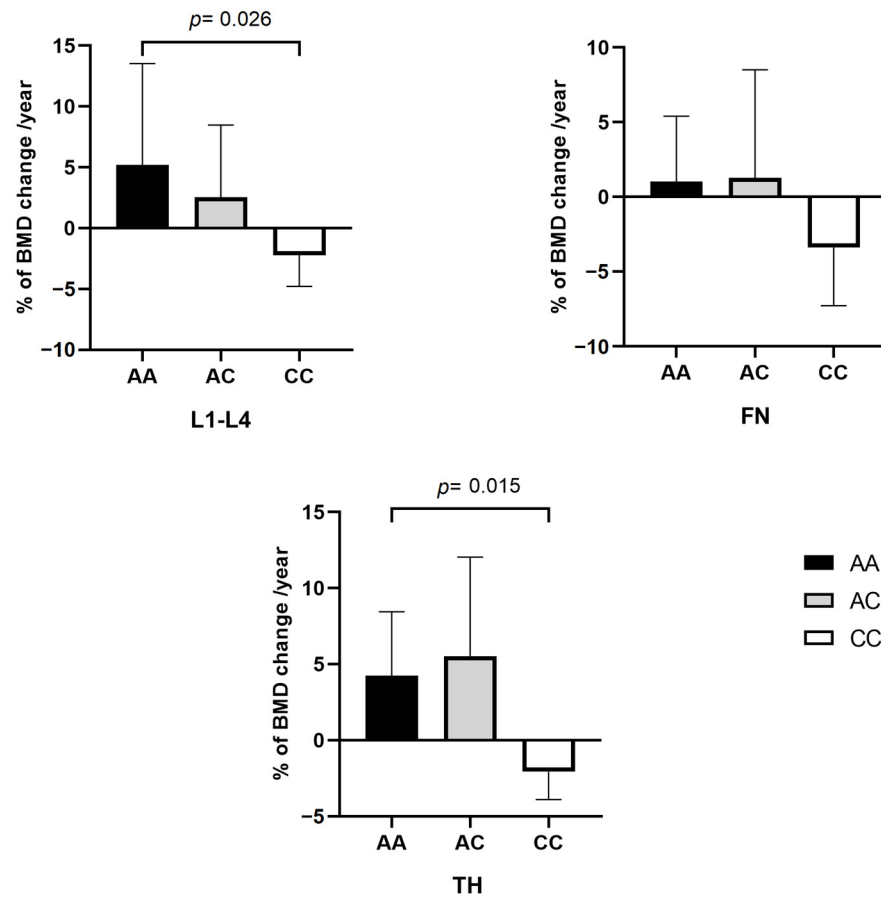 p= 0.026
% of BMD change /year
15
10
5
0
−5
−10
AA AC CC
L1-L4
% of BMD change /year
10
5
0
−5
−10
AA AC CC
FN
p= 0.015
% of BMD change /year
15
10
5
0
−5
AA AC CC
TH
AA
AC
CC